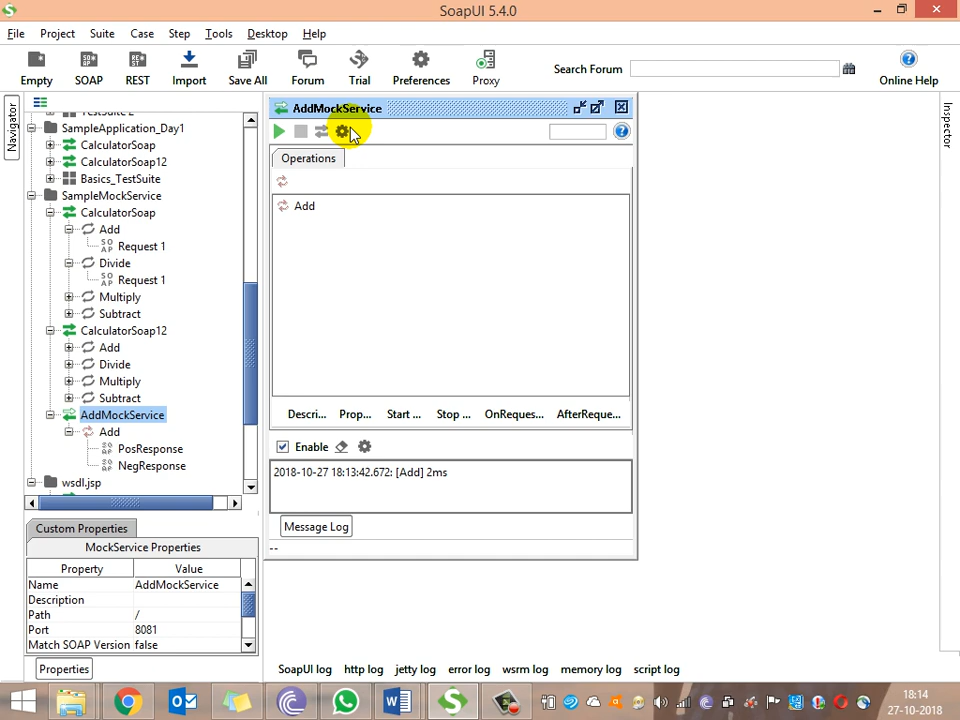 SoapUI 5.4.0
File Project Suite Case Step Tools Desktop Help
Empty SOAP REST Import Save All Forum Trial Preferences Proxy Search Forum Online Help
Navigator
Inspector
TestSuite 2
SampleApplication_Day1
CalculatorSoap
CalculatorSoap12
Basics_TestSuite
SampleMockService
CalculatorSoap
Add
Request 1
Divide
Request 1
Multiply
Subtract
CalculatorSoap12
Add
Divide
Multiply
Subtract
AddMockService
Add
PosResponse
NegResponse
wsdl.jsp
Custom Properties
MockService Properties
Property Value
Name AddMockService
Description
Path /
Port 8081
Match SOAP Version false
Properties
AddMockService
Operations
Add
Descri... Prop... Start ... Stop ... OnReques... AfterReque...
Enable
2018-10-27 18:13:42.672: [Add] 2ms
Message Log
--
SoapUI log http log jetty log error log wsrm log memory log script log
18:14
27-10-2018